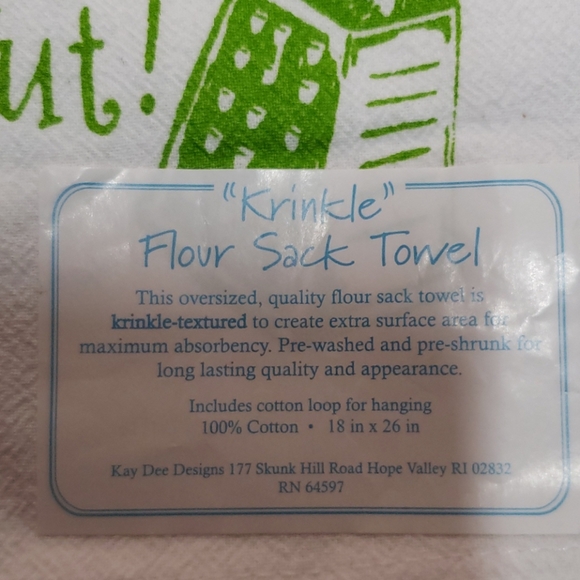 ut!
"Krinkle"
Flour Sack Towel
This oversized, quality flour sack towel is
krinkle-textured to create extra surface area for
maximum absorbency. Pre-washed and pre-shrunk for
long lasting quality and appearance.
Includes cotton loop for hanging
100% Cotton • 18 in x 26 in
Kay Dee Designs 177 Skunk Hill Road Hope Valley RI 02832
RN 64597